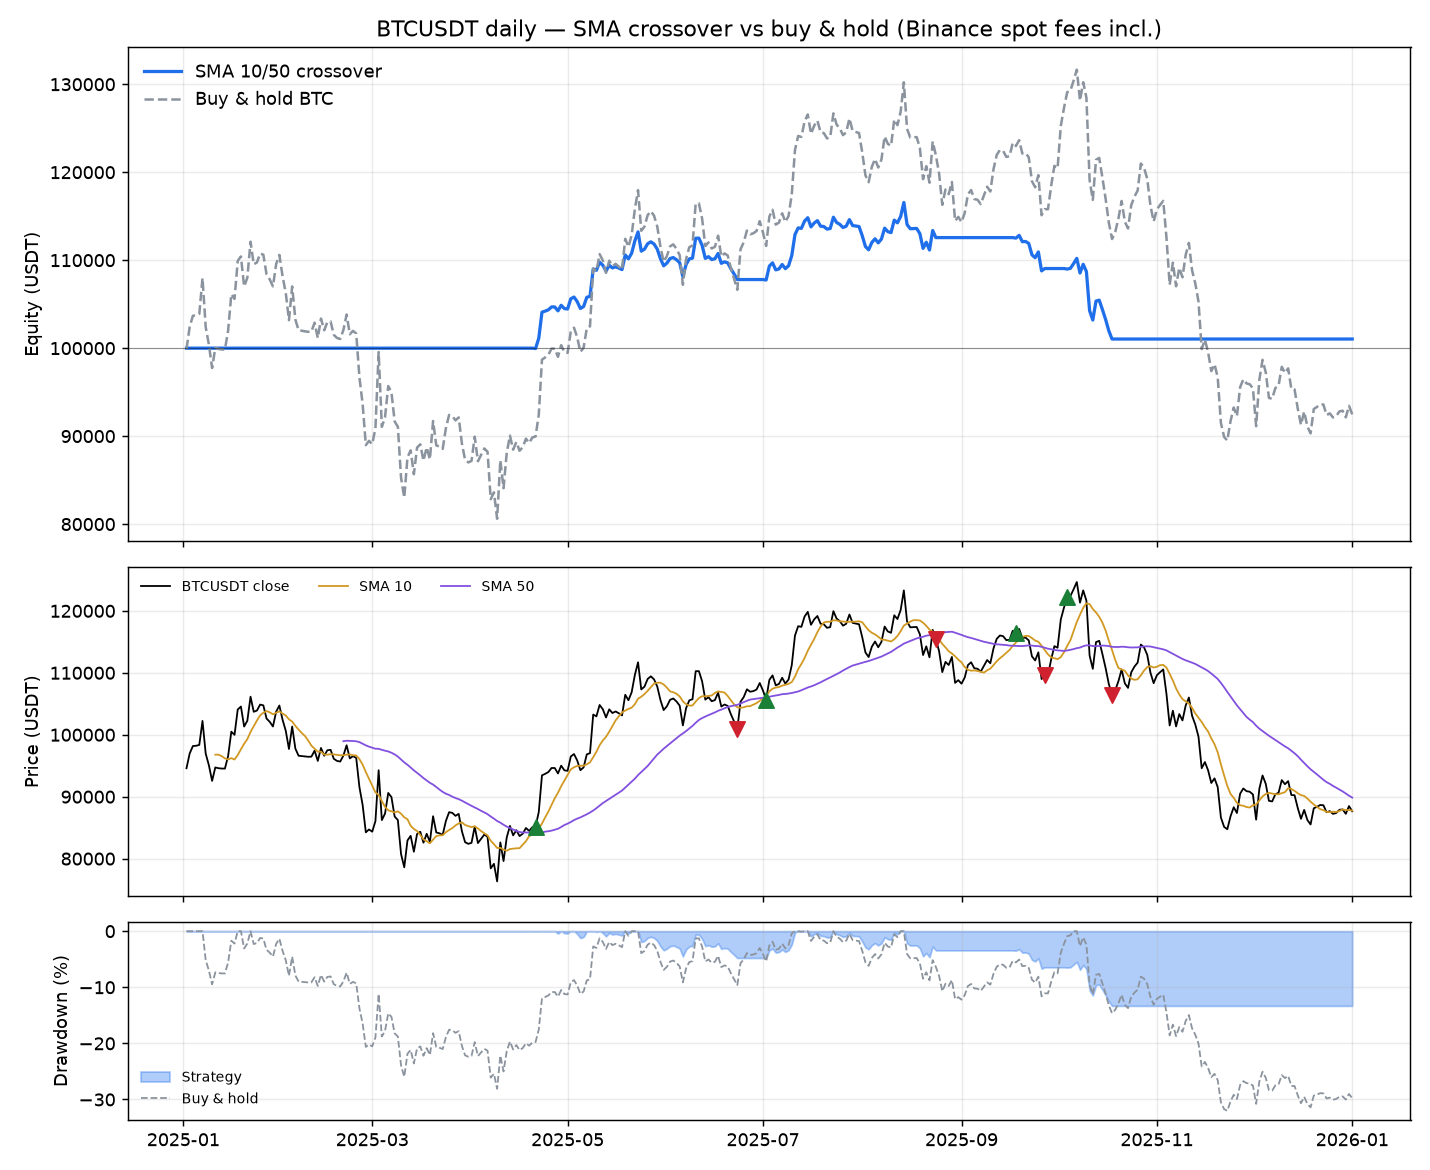 BTCUSDT daily — SMA crossover vs buy & hold (Binance spot fees incl.)
SMA 10/50 crossover
Buy & hold BTC
Equity (USDT)
130000
120000
110000
100000
90000
80000
BTCUSDT close
SMA 10
SMA 50
Price (USDT)
120000
110000
100000
90000
80000
Drawdown (%)
0
−10
−20
−30
Strategy
Buy & hold
2025-01
2025-03
2025-05
2025-07
2025-09
2025-11
2026-01